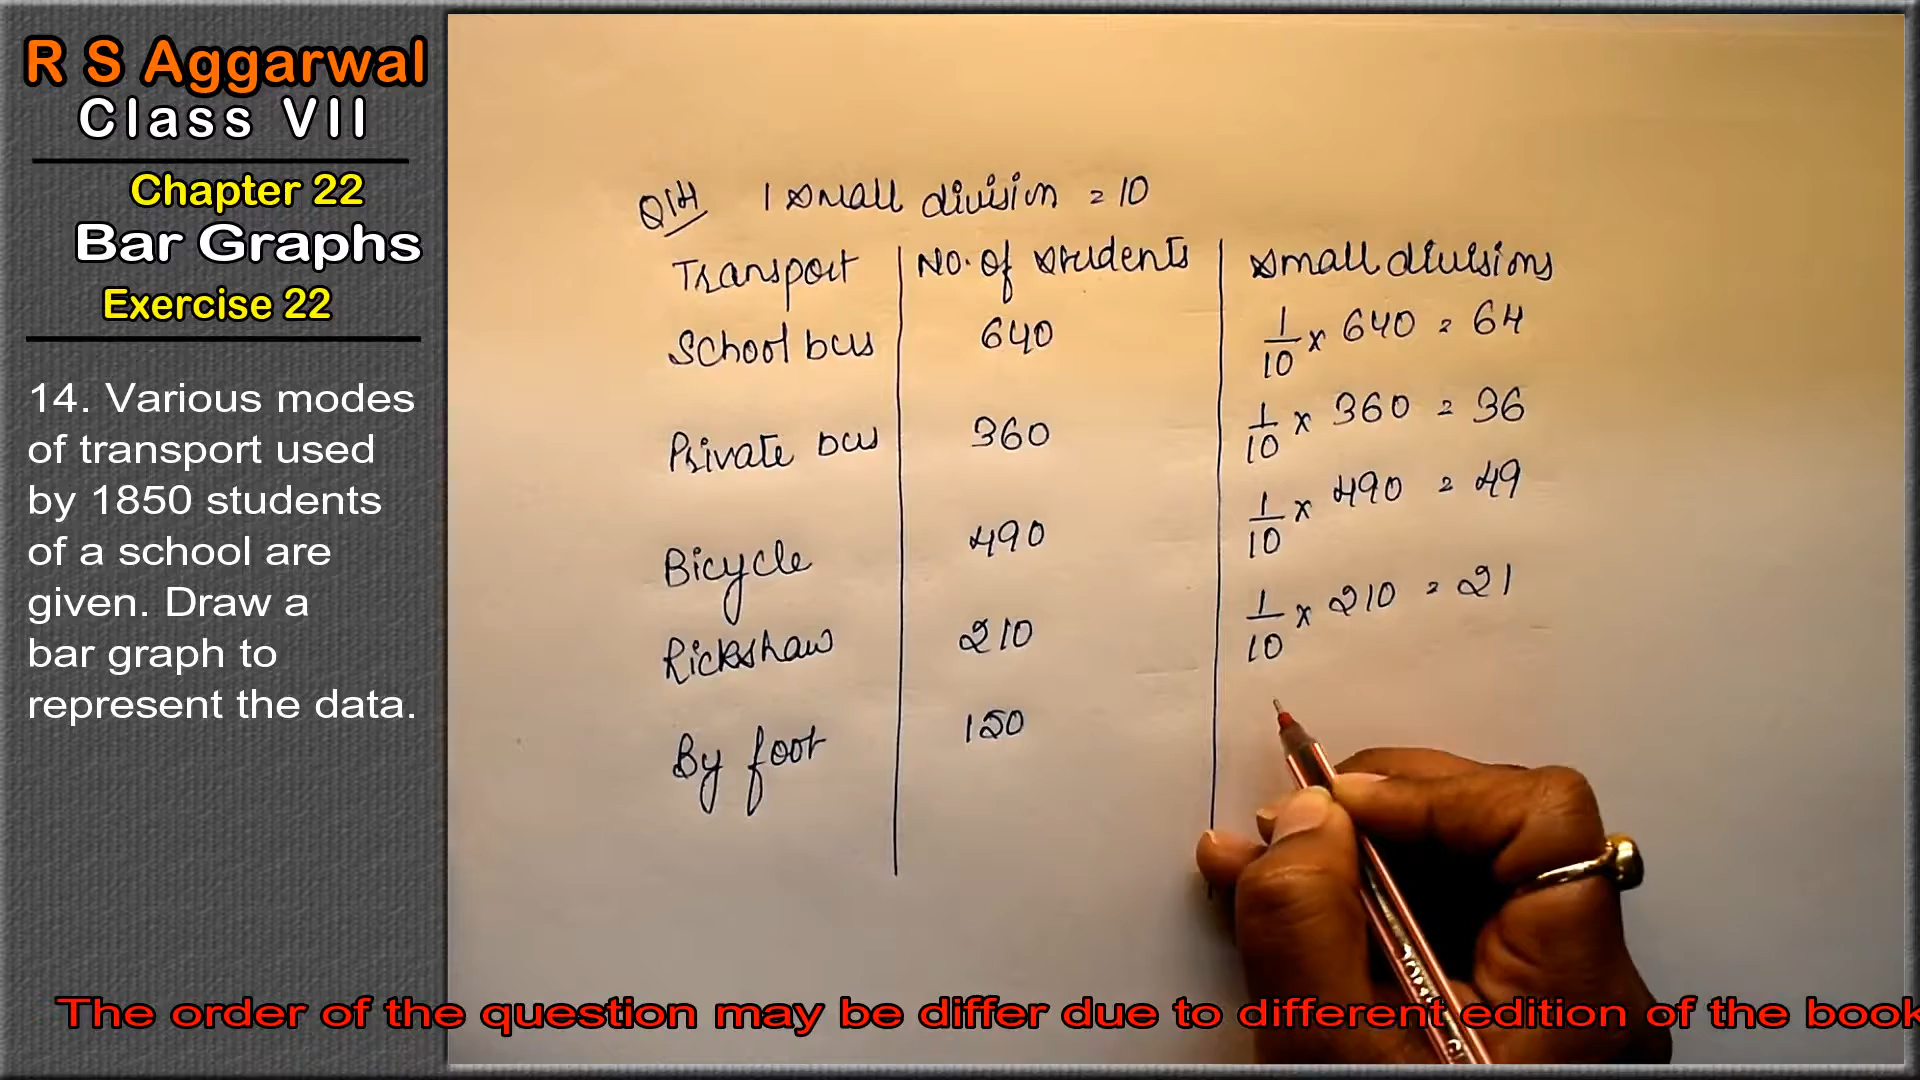 R S Aggarwal
Class VII
Chapter 22
Bar Graphs
Exercise 22
14. Various modes
of transport used
by 1850 students
of a school are
given. Draw a
bar graph to
represent the data.
Q14 1 small division = 10
Transport No. of students small divisions
School bus 640 1/10 × 640 = 64
Private bus 360 1/10 × 360 = 36
Bicycle 490 1/10 × 490 = 49
Rickshaw 210 1/10 × 210 = 21
By foot 150
The order of the question may be differ due to different edition of the book